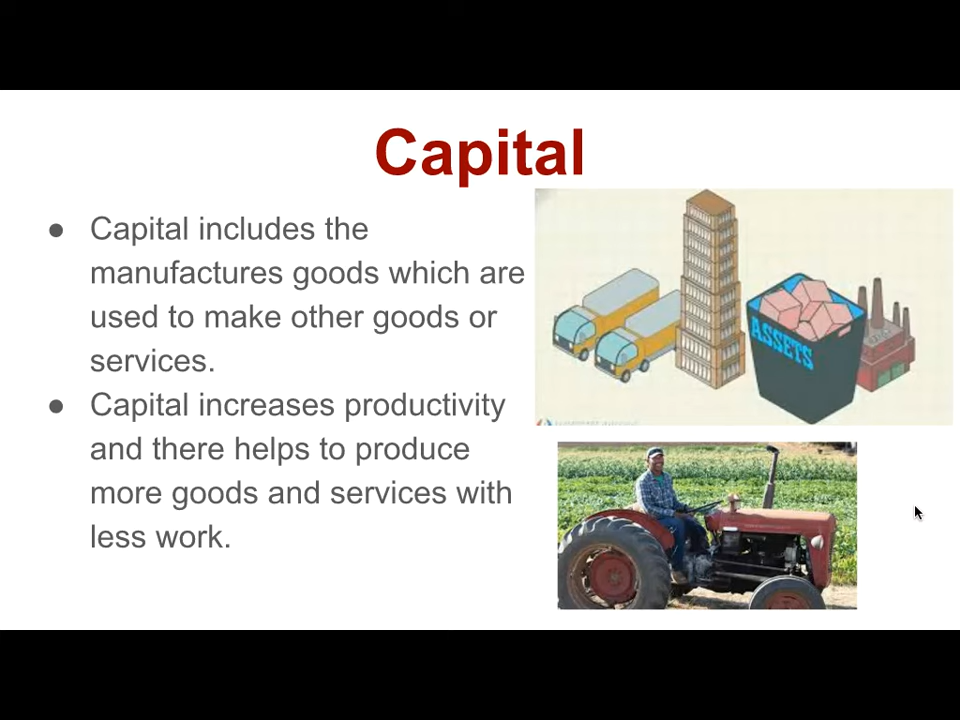 Capital
● Capital includes the
manufactures goods which are
used to make other goods or
services.
● Capital increases productivity
and there helps to produce
more goods and services with
less work.
ASSETS